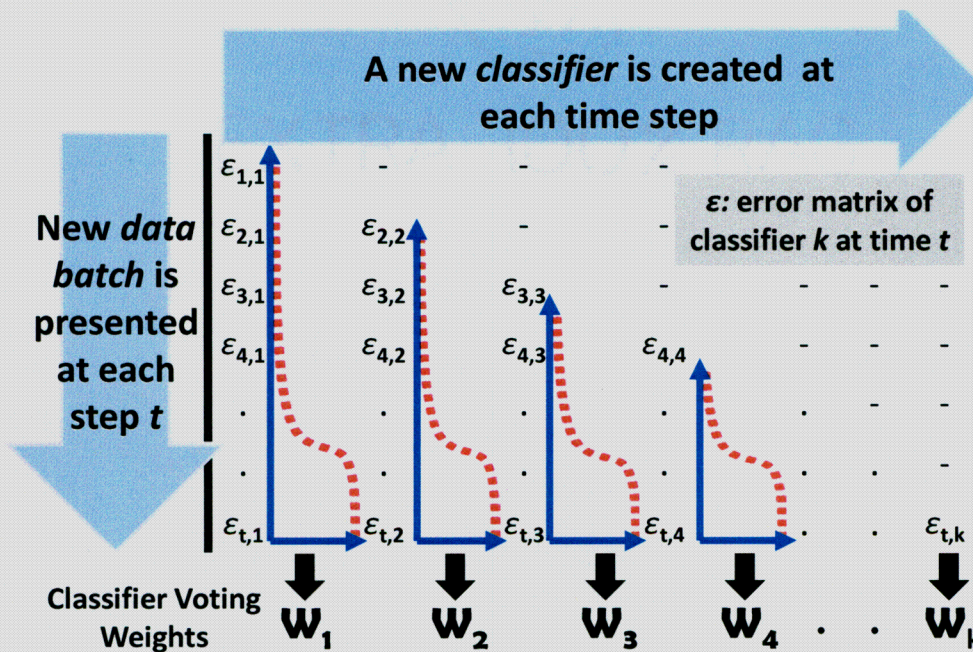 A new classifier is created at
each time step
New data
batch is
presented
at each
step t
ε: error matrix of
classifier k at time t
ε1,1 - - - -
ε2,1 ε2,2 -
ε3,1 ε3,2 ε3,3 - - -
ε4,1 ε4,2 ε4,3 ε4,4 - - -
. . . . . - -
. . . . . . -
εt,1 εt,2 εt,3 εt,4 . . εt,k
Classifier Voting
Weights
W1 W2 W3 W4 . . Wk